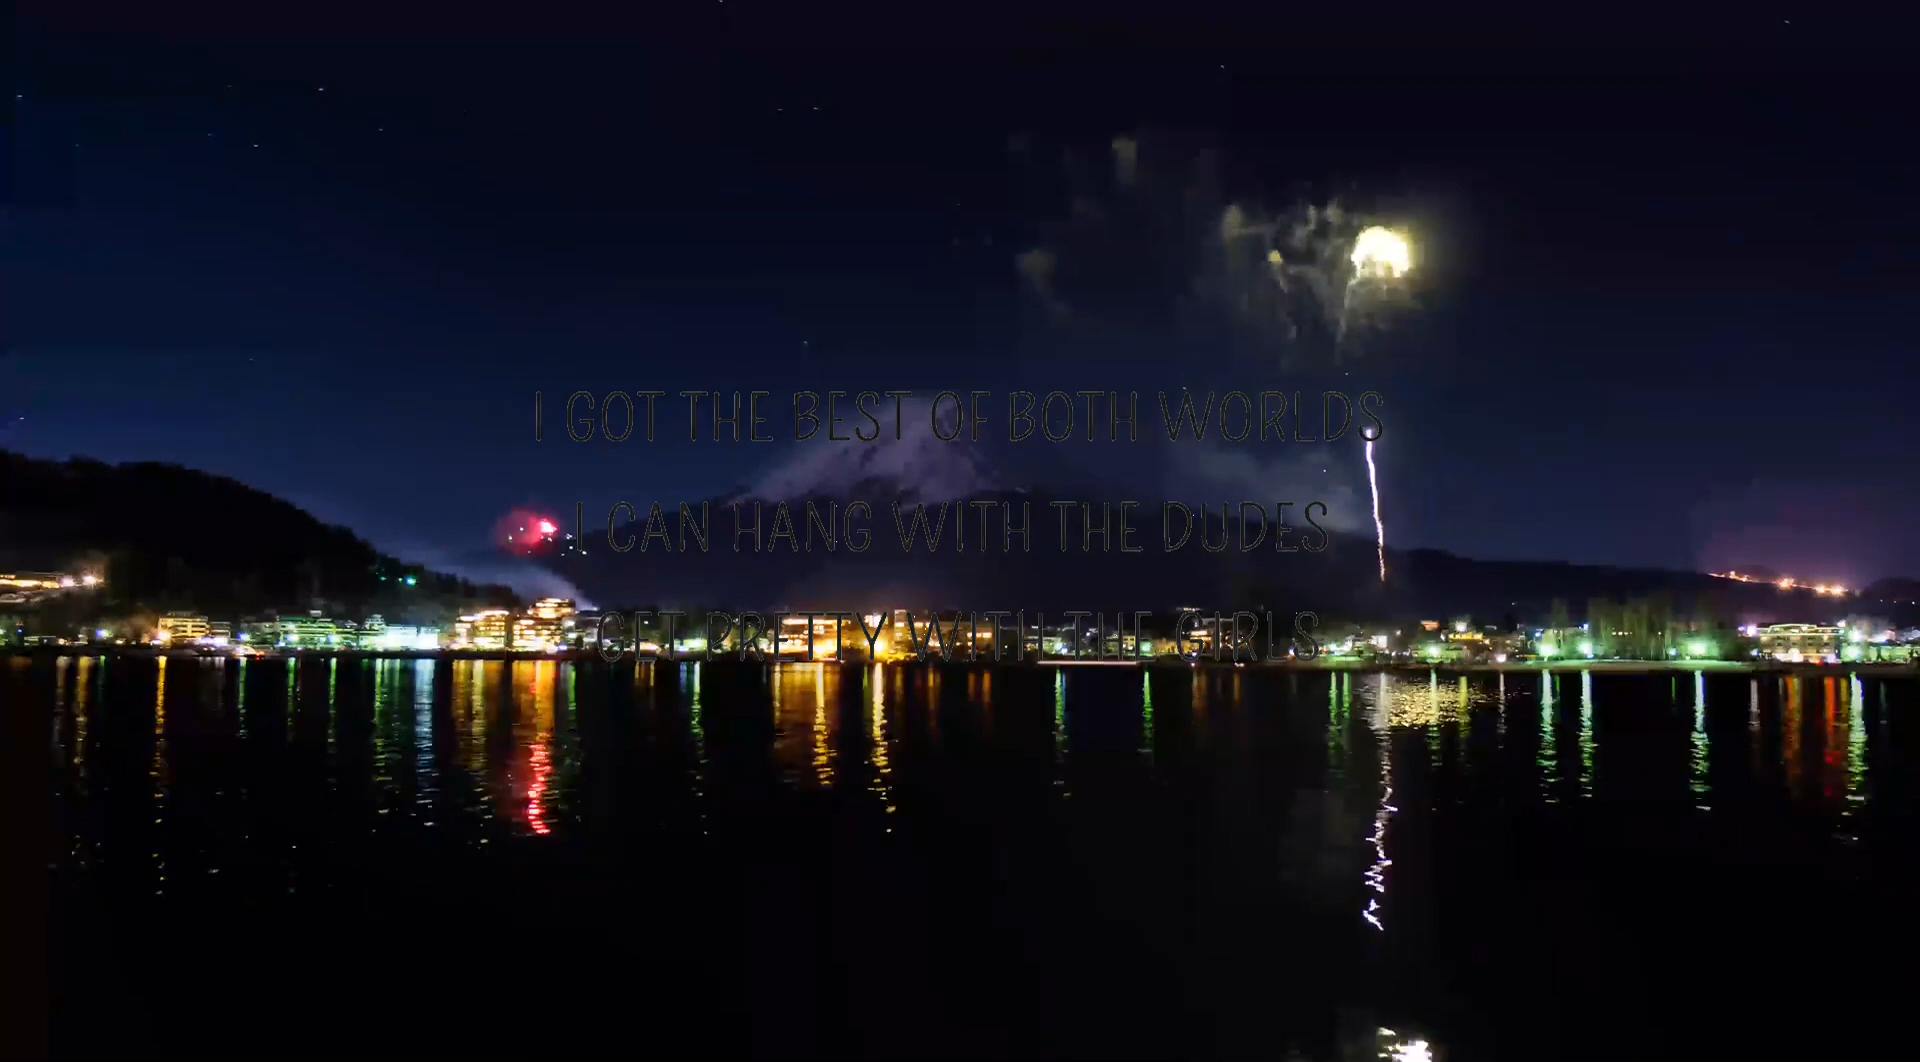 I GOT THE BEST OF BOTH WORLDS
I CAN HANG WITH THE DUDES
GET PRETTY WITH THE GIRLS